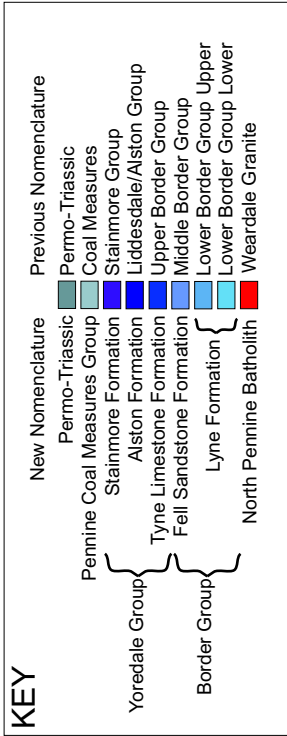 KEY
New Nomenclature Previous Nomenclature
Permo-Triassic Permo-Triassic
Pennine Coal Measures Group Coal Measures
Yoredale Group
Stainmore Formation Stainmore Group
Alston Formation Liddesdale/Alston Group
Tyne Limestone Formation Upper Border Group
Border Group
Fell Sandstone Formation Middle Border Group
Lyne Formation
Lower Border Group Upper
Lower Border Group Lower
North Pennine Batholith Weardale Granite